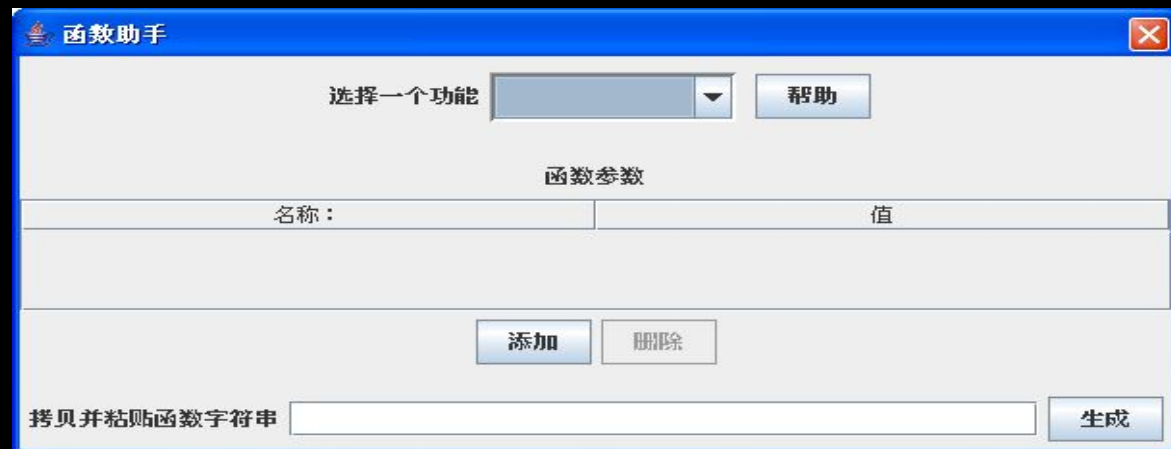 函数助手
选择一个功能 帮助
函数参数
名称： 值
添加 删除
拷贝并粘贴函数字符串 生成